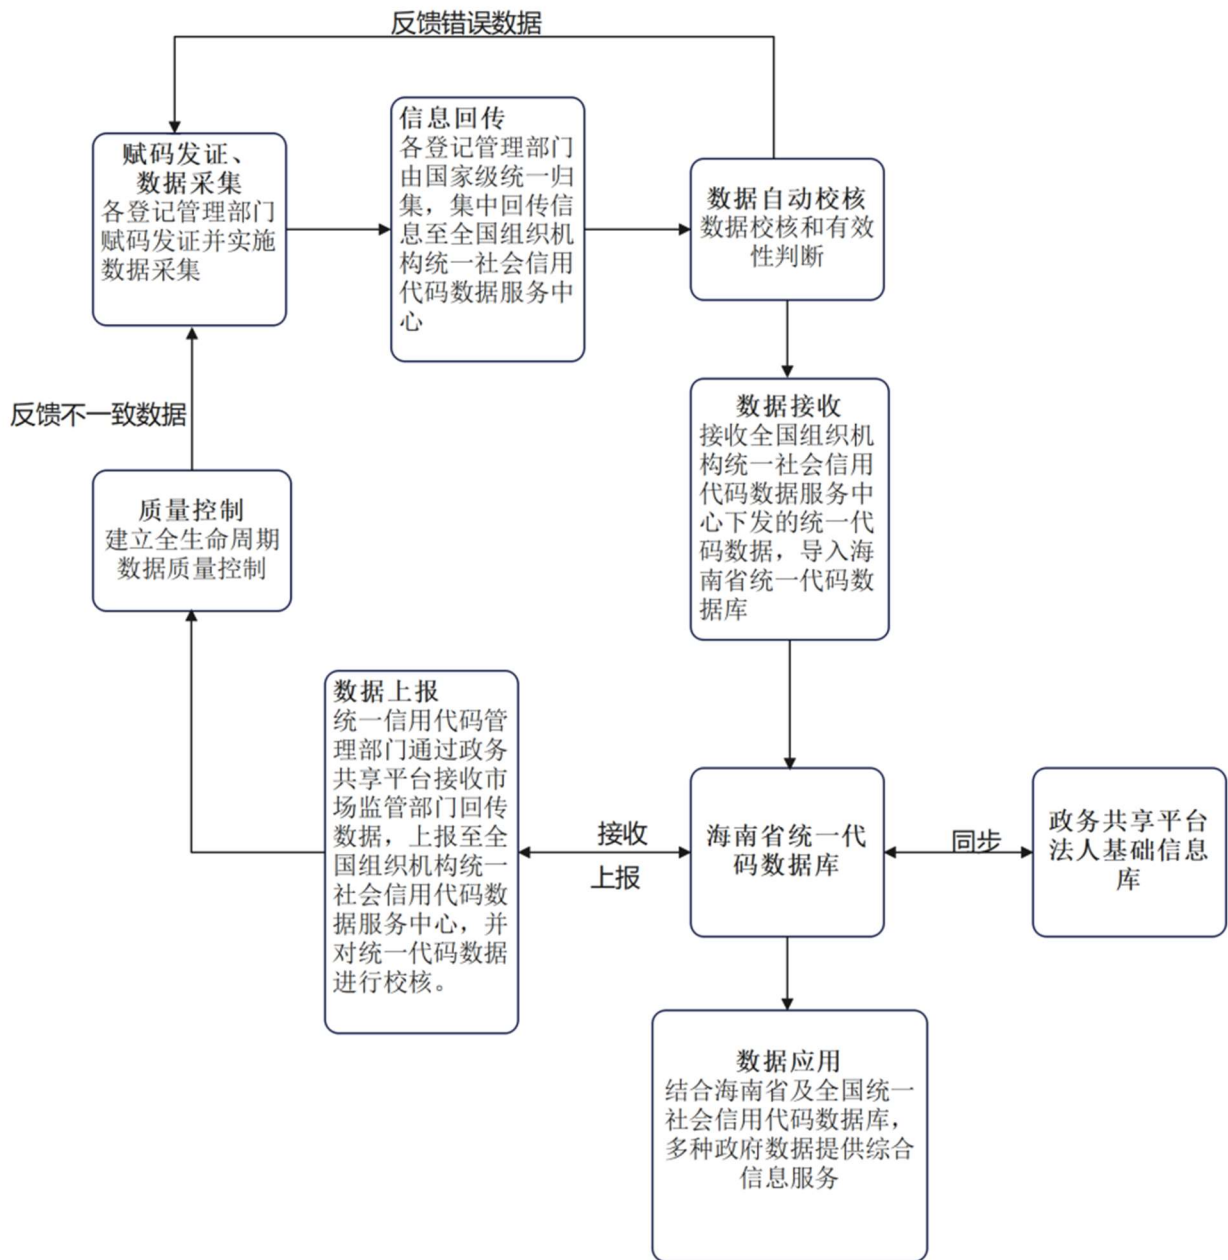 反馈错误数据
赋码发证、
数据采集
各登记管理部门
赋码发证并实施
数据采集
信息回传
各登记管理部门
由国家级统一归
集，集中回传信
息至全国组织机
构统一社会信用
代码数据服务中
心
数据自动校核
数据校核和有效
性判断
数据接收
接收全国组织机
构统一社会信用
代码数据服务中
心下发的统一代
码数据，导入海
南省统一代码数
据库
反馈不一致数据
质量控制
建立全生命周期
数据质量控制
数据上报
统一信用代码管
理部门通过政务
共享平台接收市
场监管部门回传
数据，上报至全
国组织机构统一
社会信用代码数
据服务中心，并
对统一代码数据
进行校核。
接收
上报
海南省统一代
码数据库
同步
政务共享平台
法人基础信息
库
数据应用
结合海南省及全国统一
社会信用代码数据库，
多种政府数据提供综合
信息服务